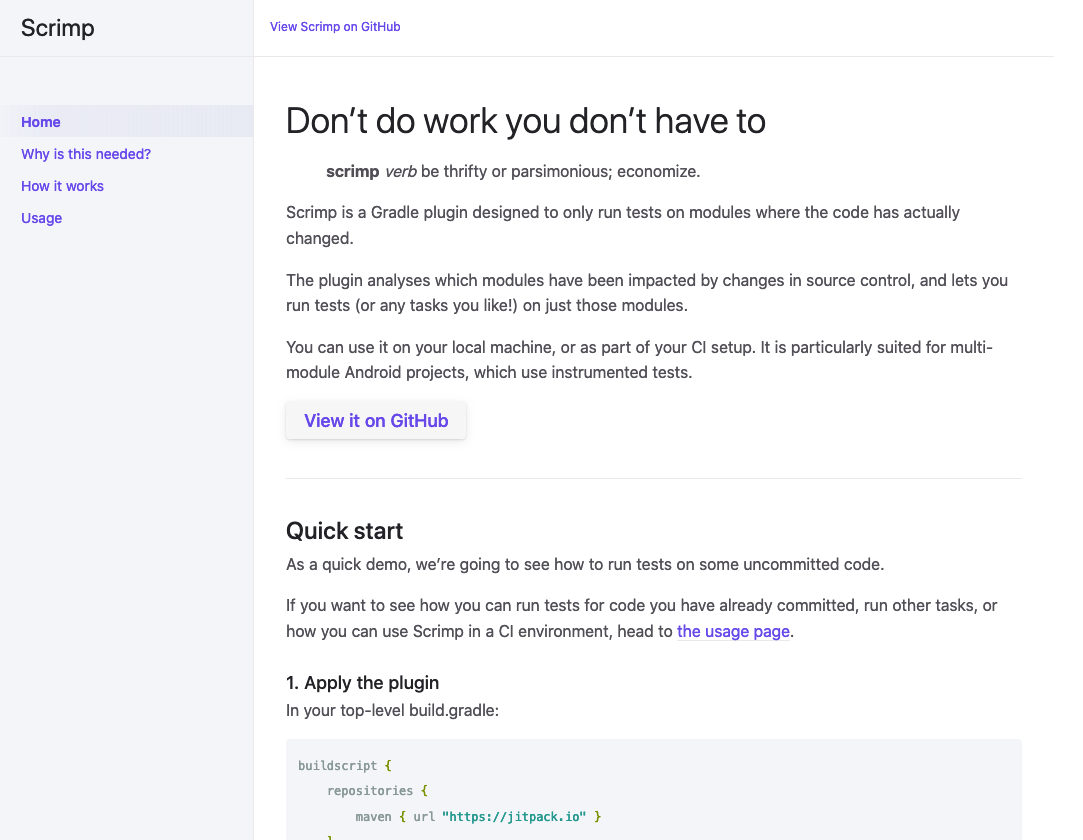 Scrimp
View Scrimp on GitHub
Home
Why is this needed?
How it works
Usage
Don’t do work you don’t have to
scrimp verb be thrifty or parsimonious; economize.
Scrimp is a Gradle plugin designed to only run tests on modules where the code has actually
changed.
The plugin analyses which modules have been impacted by changes in source control, and lets you
run tests (or any tasks you like!) on just those modules.
You can use it on your local machine, or as part of your CI setup. It is particularly suited for multi-
module Android projects, which use instrumented tests.
View it on GitHub
Quick start
As a quick demo, we’re going to see how to run tests on some uncommitted code.
If you want to see how you can run tests for code you have already committed, run other tasks, or
how you can use Scrimp in a CI environment, head to the usage page.
1. Apply the plugin
In your top-level build.gradle:
buildscript {
    repositories {
        maven { url "https://jitpack.io" }
    }